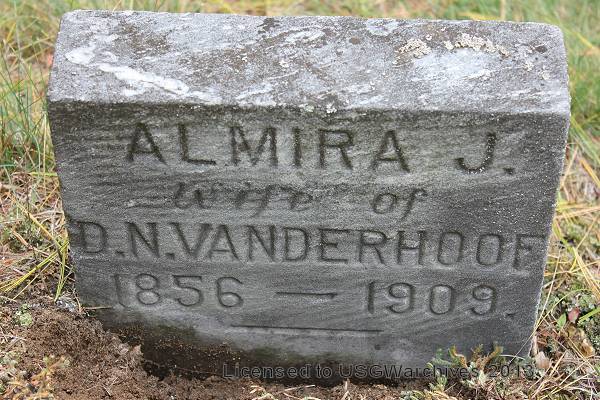 ALMIRA J.
Wife of
D.N. VANDERHOOF
1856 — 1909.
Licensed to USGWarchives 2013